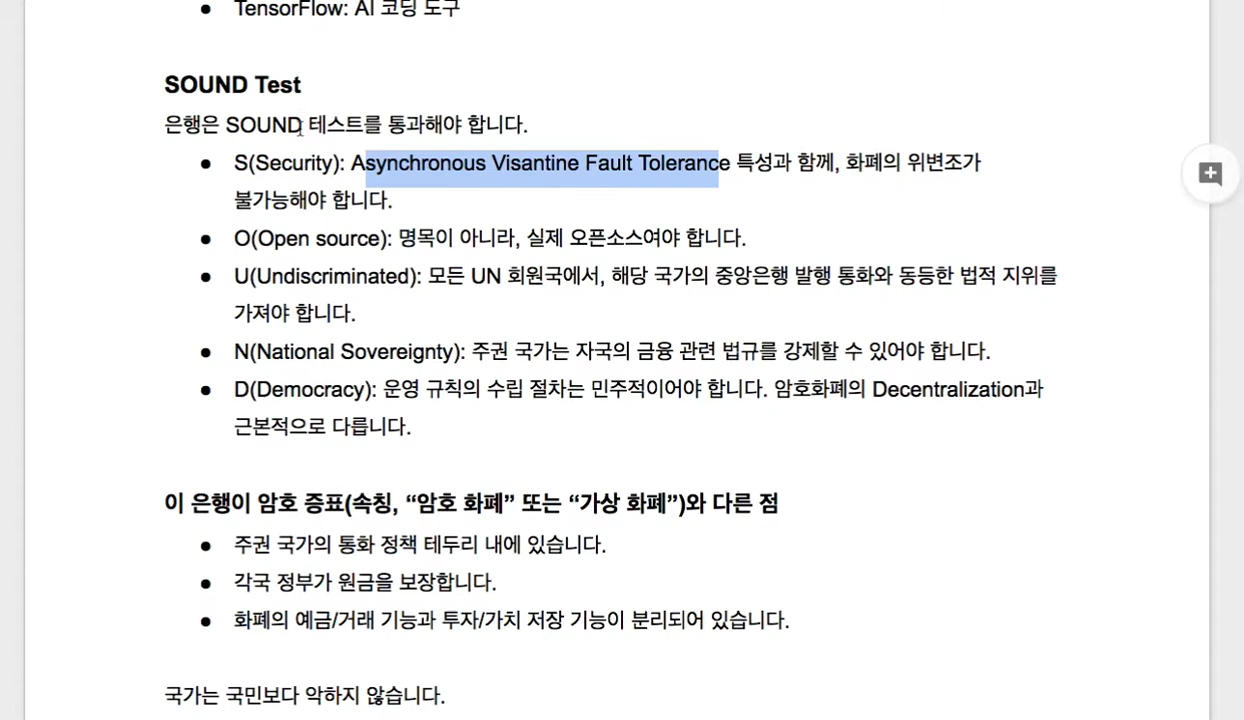 TensorFlow: AI 코딩 도구
SOUND Test
은행은 SOUND 테스트를 통과해야 합니다.
S(Security): Asynchronous Visantine Fault Tolerance 특성과 함께, 화폐의 위변조가
불가능해야 합니다.
O(Open source): 명목이 아니라, 실제 오픈소스여야 합니다.
U(Undiscriminated): 모든 UN 회원국에서, 해당 국가의 중앙은행 발행 통화와 동등한 법적 지위를
가져야 합니다.
N(National Sovereignty): 주권 국가는 자국의 금융 관련 법규를 강제할 수 있어야 합니다.
D(Democracy): 운영 규칙의 수립 절차는 민주적이어야 합니다. 암호화폐의 Decentralization과
근본적으로 다릅니다.
이 은행이 암호 증표(속칭, “암호 화폐” 또는 “가상 화폐”)와 다른 점
주권 국가의 통화 정책 테두리 내에 있습니다.
각국 정부가 원금을 보장합니다.
화폐의 예금/거래 기능과 투자/가치 저장 기능이 분리되어 있습니다.
국가는 국민보다 악하지 않습니다.